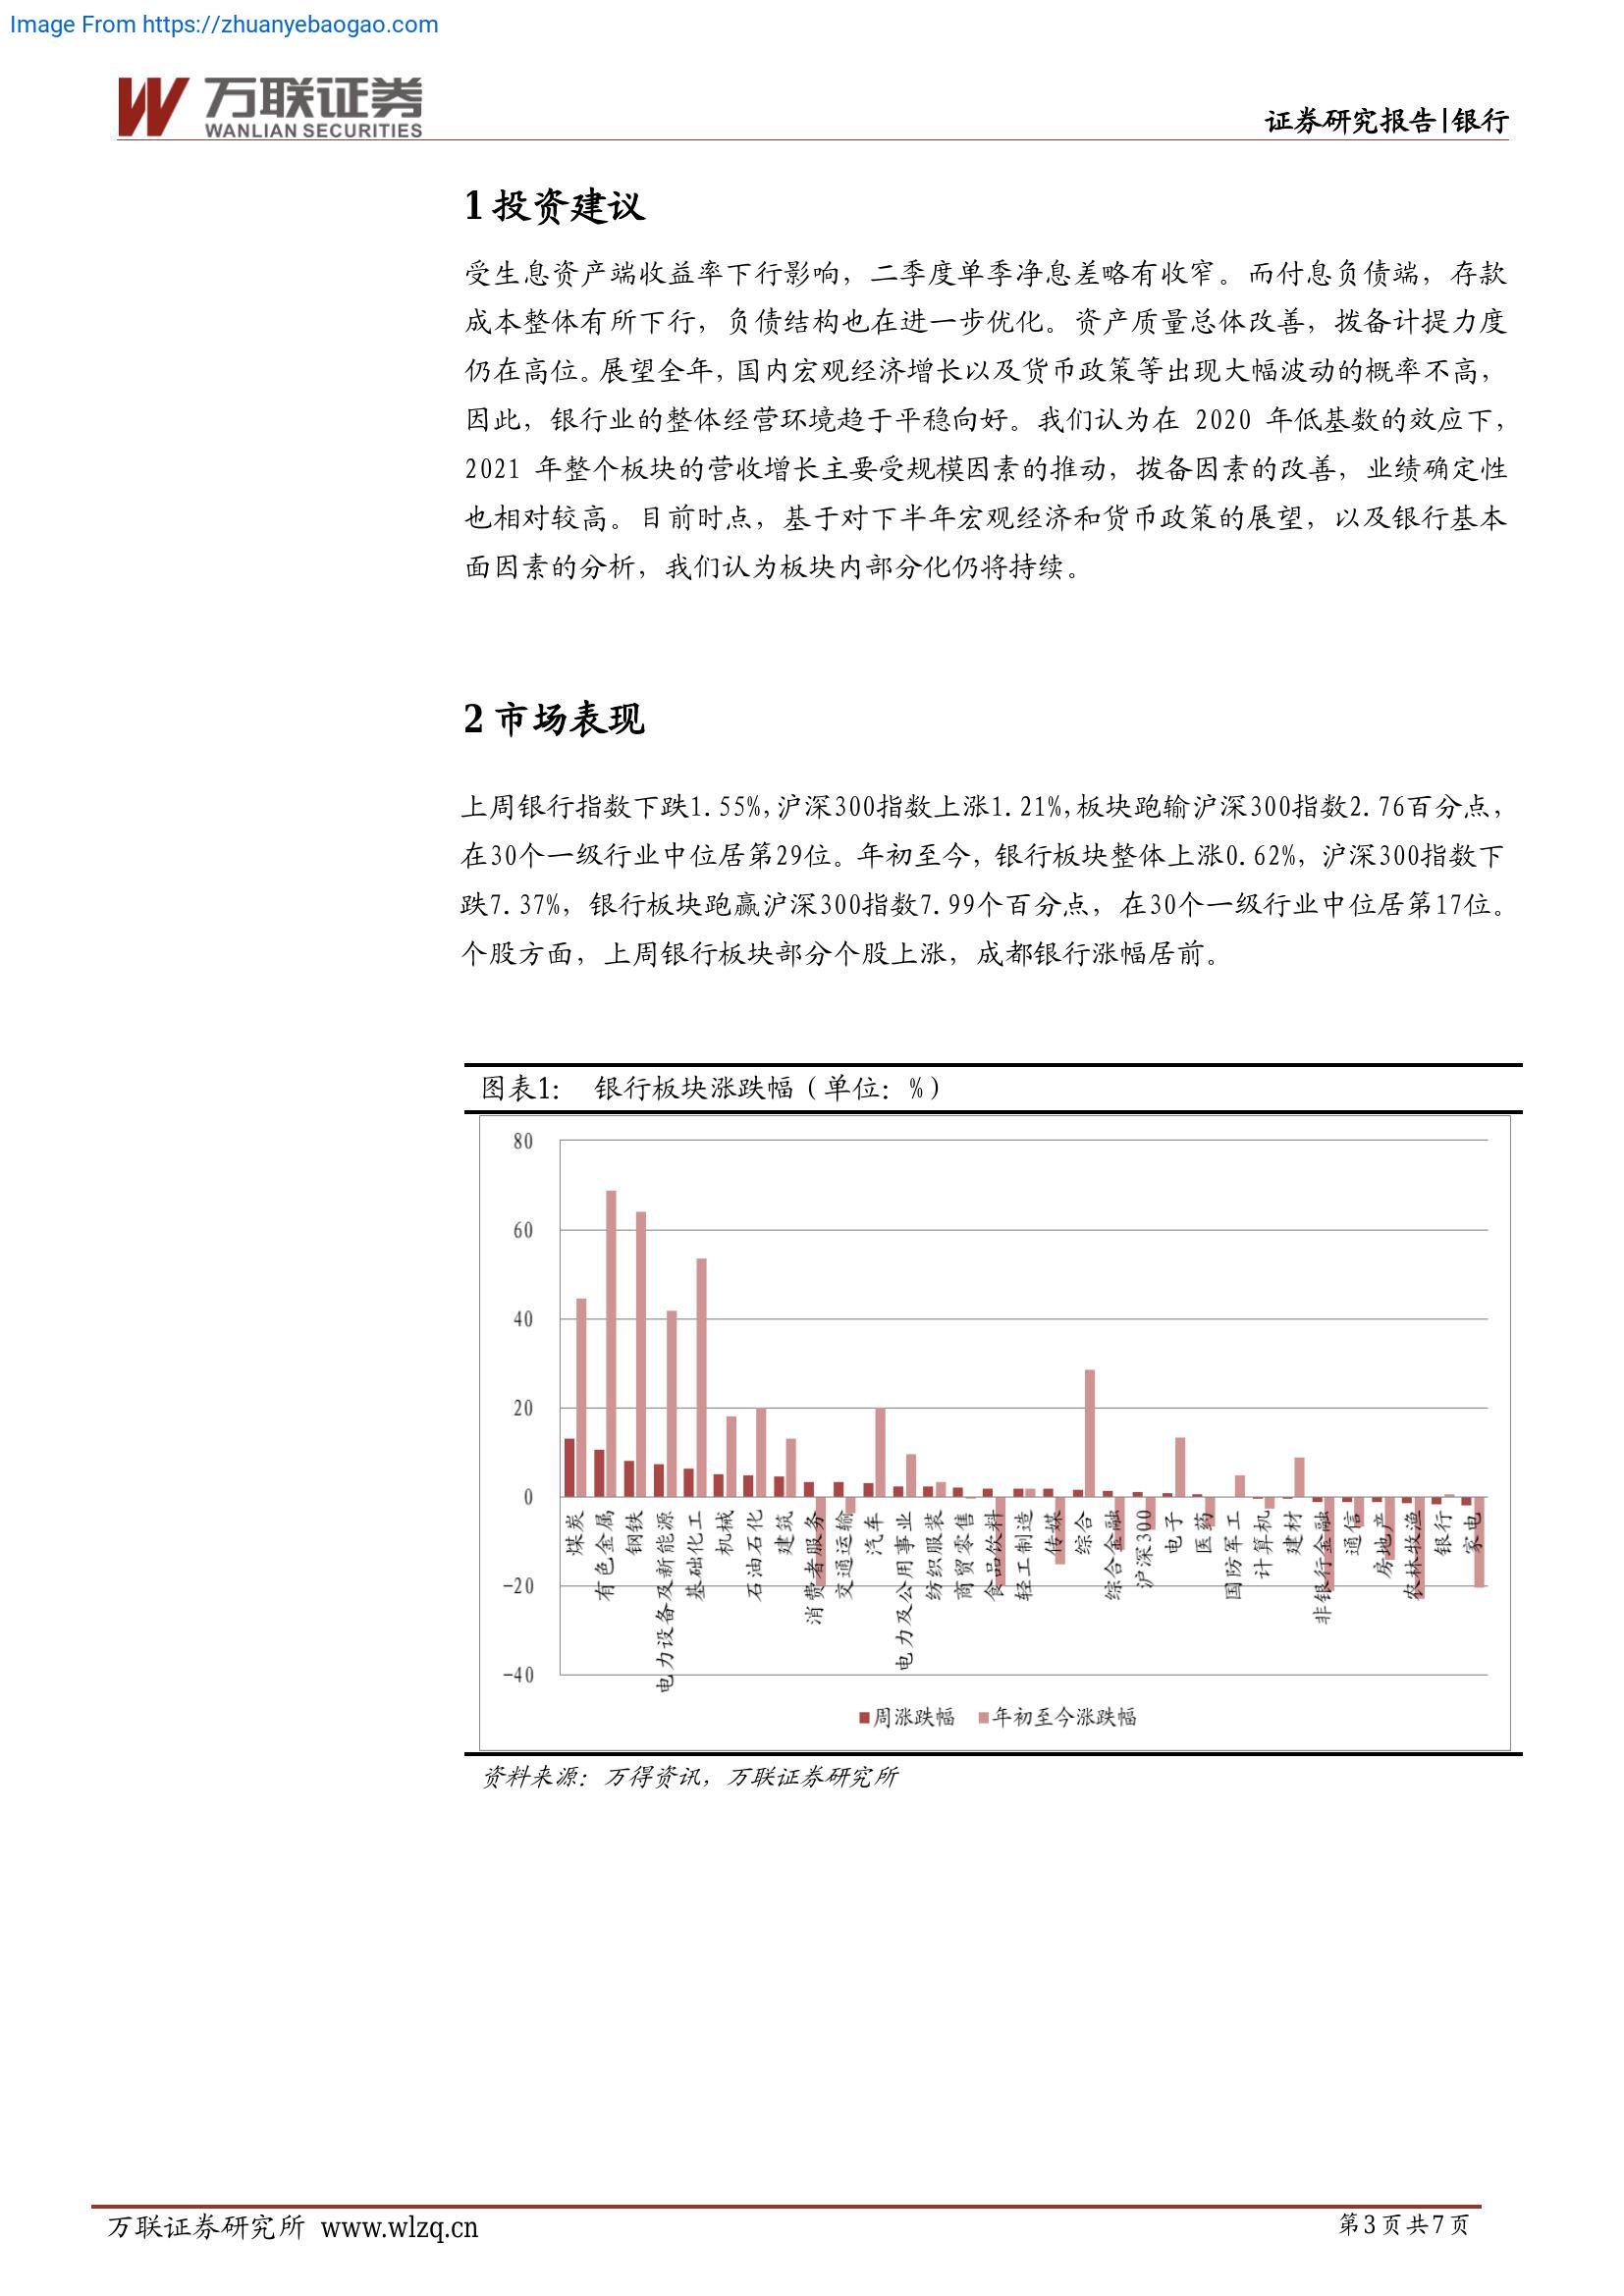 Image From https://zhuanyebaogao.com
万联证券
WANLIAN SECURITIES
证券研究报告|银行
1 投资建议
受生息资产端收益率下行影响，二季度单季净息差略有收窄。而付息负债端，存款
成本整体有所下行，负债结构也在进一步优化。资产质量总体改善，拨备计提力度
仍在高位。展望全年，国内宏观经济增长以及货币政策等出现大幅波动的概率不高，
因此，银行业的整体经营环境趋于平稳向好。我们认为在 2020 年低基数的效应下，
2021 年整个板块的营收增长主要受规模因素的推动，拨备因素的改善，业绩确定性
也相对较高。目前时点，基于对下半年宏观经济和货币政策的展望，以及银行基本
面因素的分析，我们认为板块内部分化仍将持续。
2 市场表现
上周银行指数下跌1.55%,沪深300指数上涨1.21%,板块跑输沪深300指数2.76百分点，
在30个一级行业中位居第29位。年初至今，银行板块整体上涨0.62%，沪深300指数下
跌7.37%，银行板块跑赢沪深300指数7.99个百分点，在30个一级行业中位居第17位。
个股方面，上周银行板块部分个股上涨，成都银行涨幅居前。
图表1： 银行板块涨跌幅（单位：%）
80
60
40
20
0
-20
-40
煤炭
有色金属
钢铁
电力设备及新能源
基础化工
机械
石油石化
建筑
消费者服务
交通运输
汽车
电力及公用事业
纺织服装
商贸零售
食品饮料
轻工制造
传媒
综合
综合金融
沪深300
电子
医药
国防军工
计算机
建材
非银行金融
通信
房地产
农林牧渔
银行
家电
周涨跌幅 年初至今涨跌幅
资料来源：万得资讯，万联证券研究所
万联证券研究所 www.wlzq.cn
第3页共7页